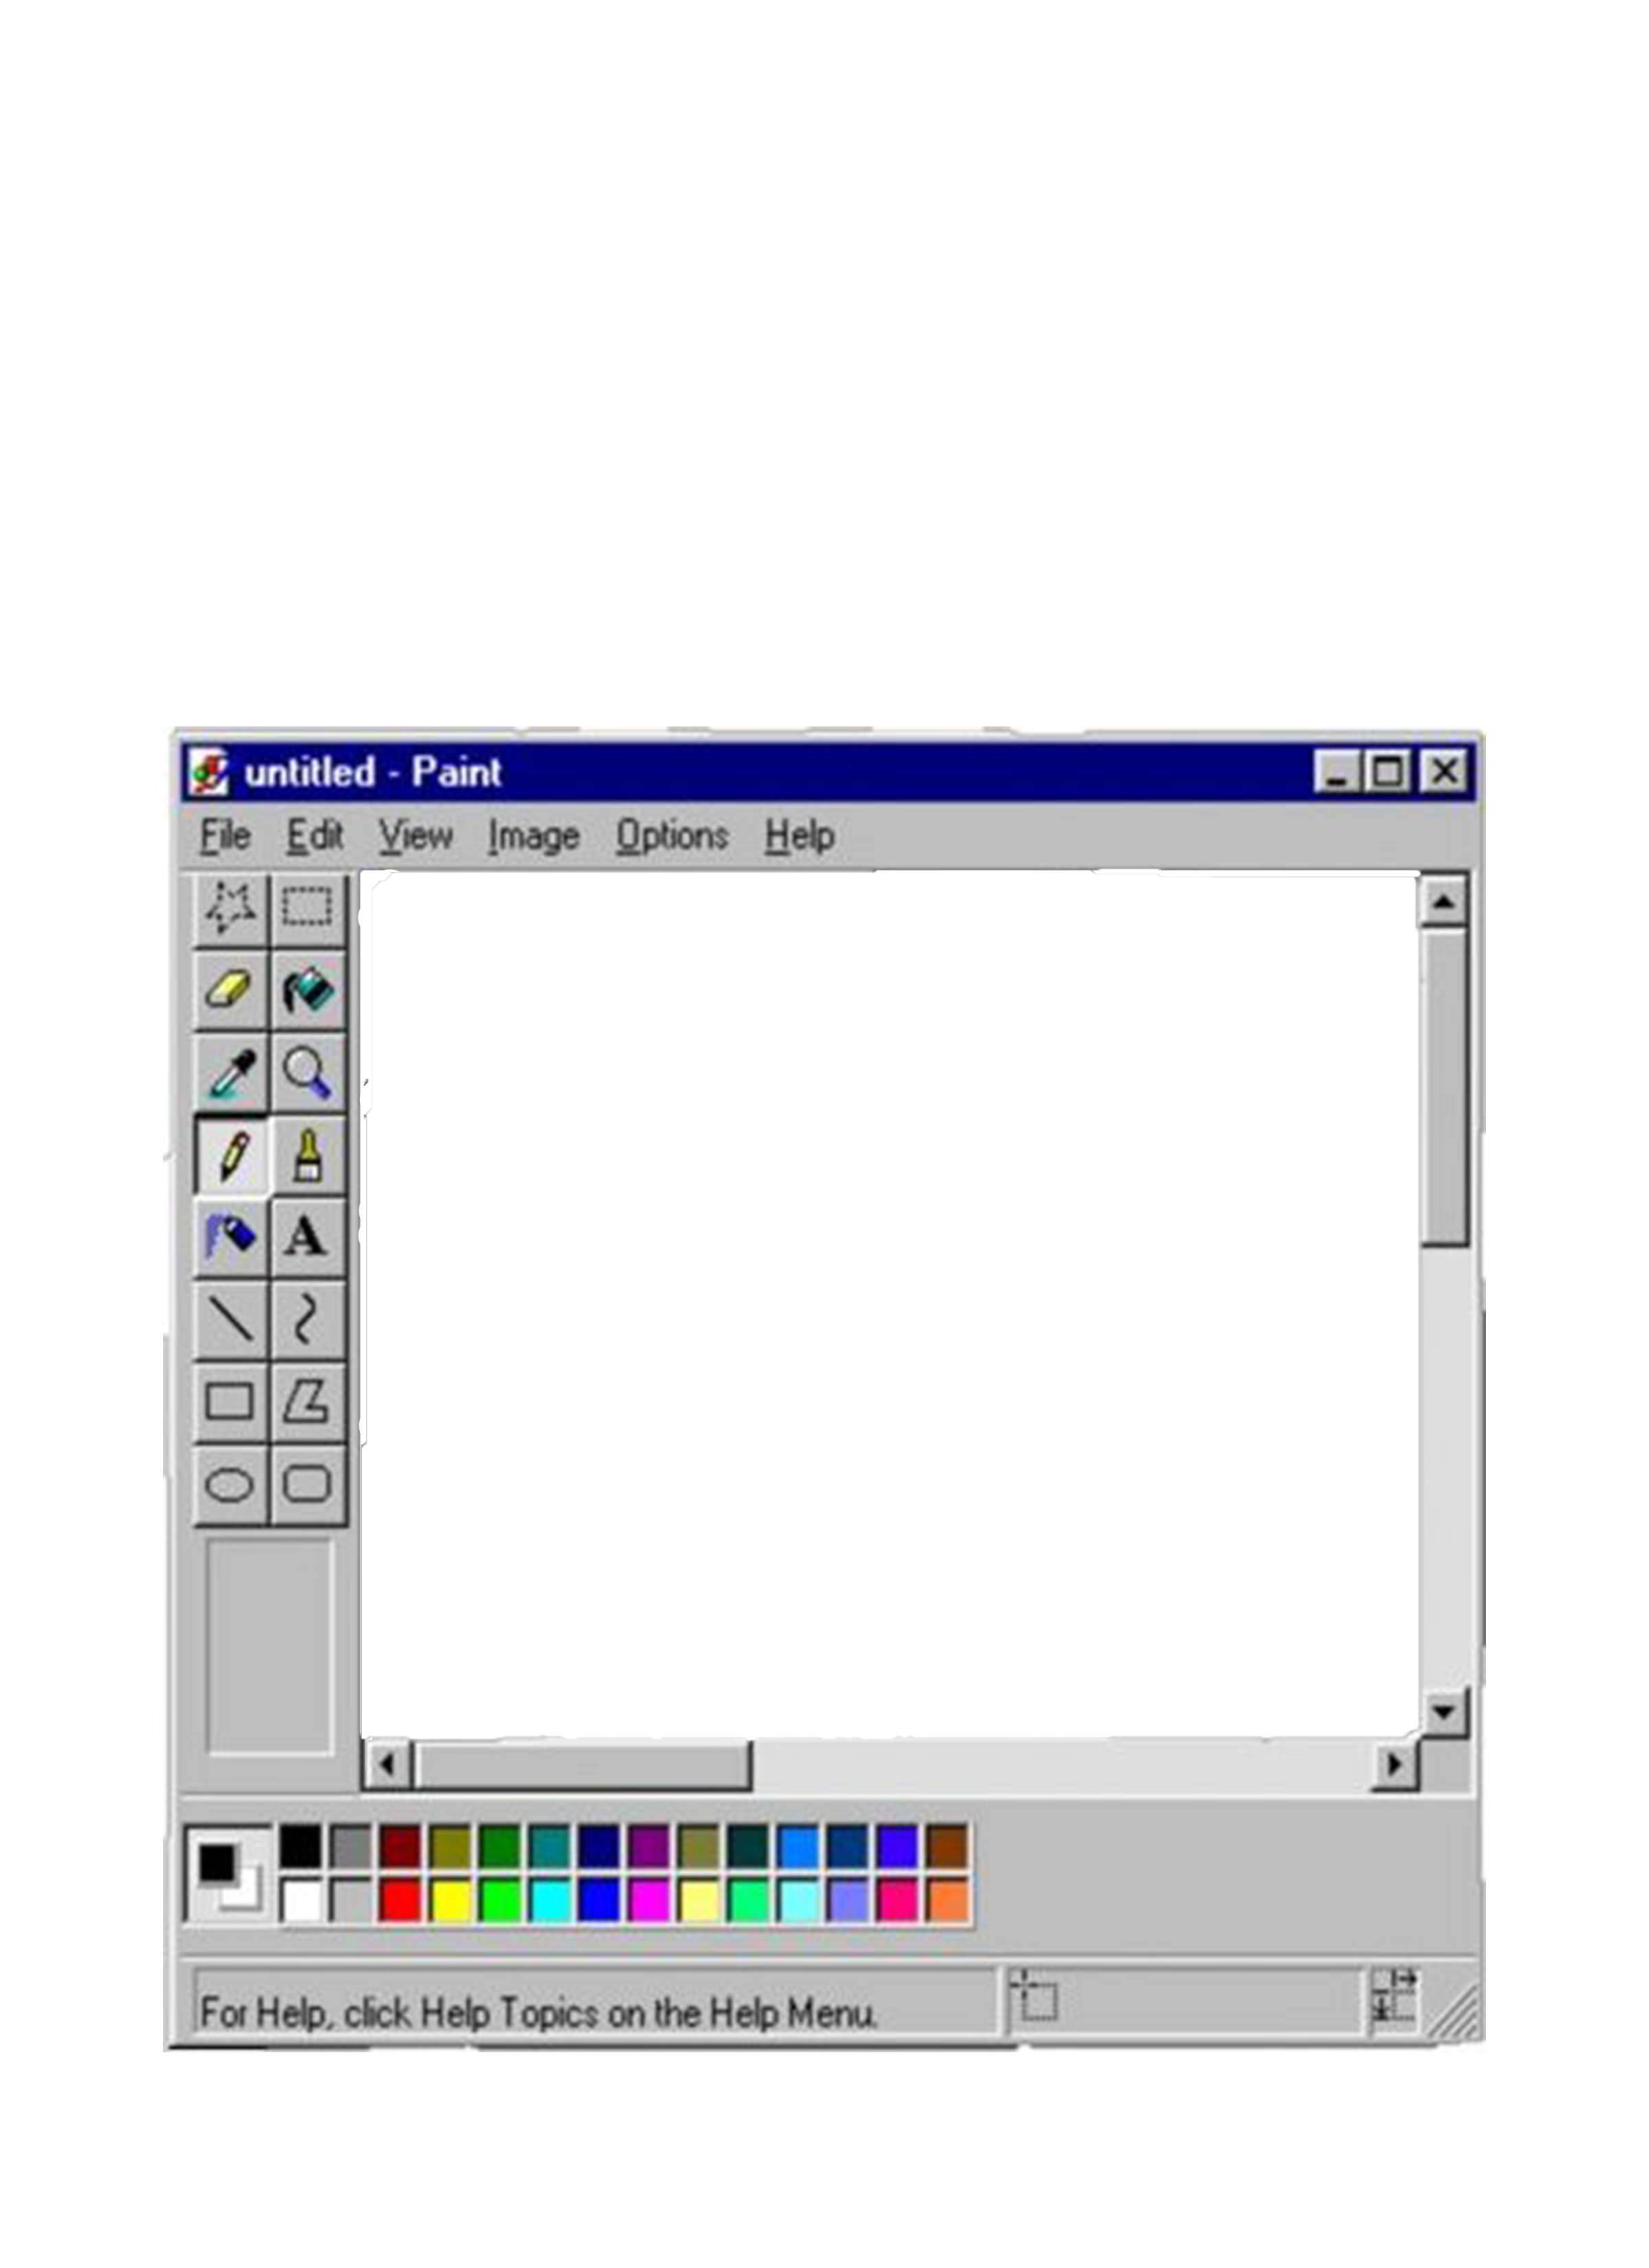 untitled - Paint
File Edit View Image Options Help
A
For Help, click Help Topics on the Help Menu.